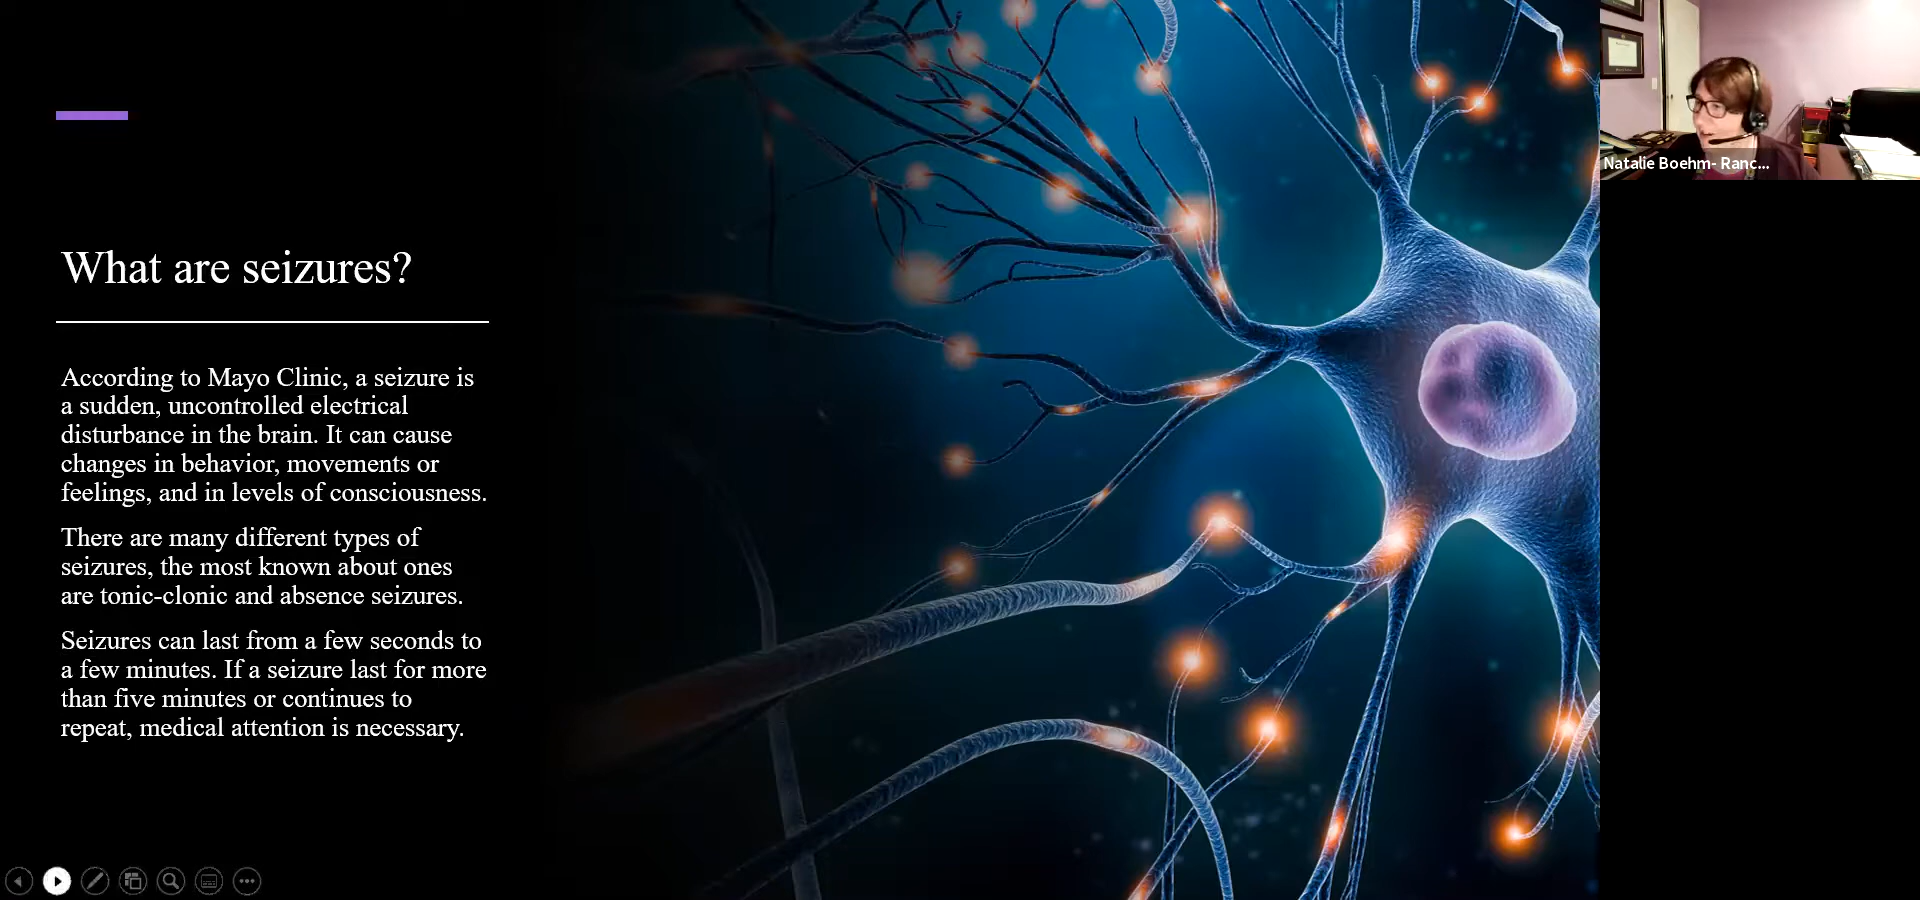 What are seizures?
According to Mayo Clinic, a seizure is
a sudden, uncontrolled electrical
disturbance in the brain. It can cause
changes in behavior, movements or
feelings, and in levels of consciousness.
There are many different types of
seizures, the most known about ones
are tonic-clonic and absence seizures.
Seizures can last from a few seconds to
a few minutes. If a seizure last for more
than five minutes or continues to
repeat, medical attention is necessary.
Natalie Boehm- Ranc...